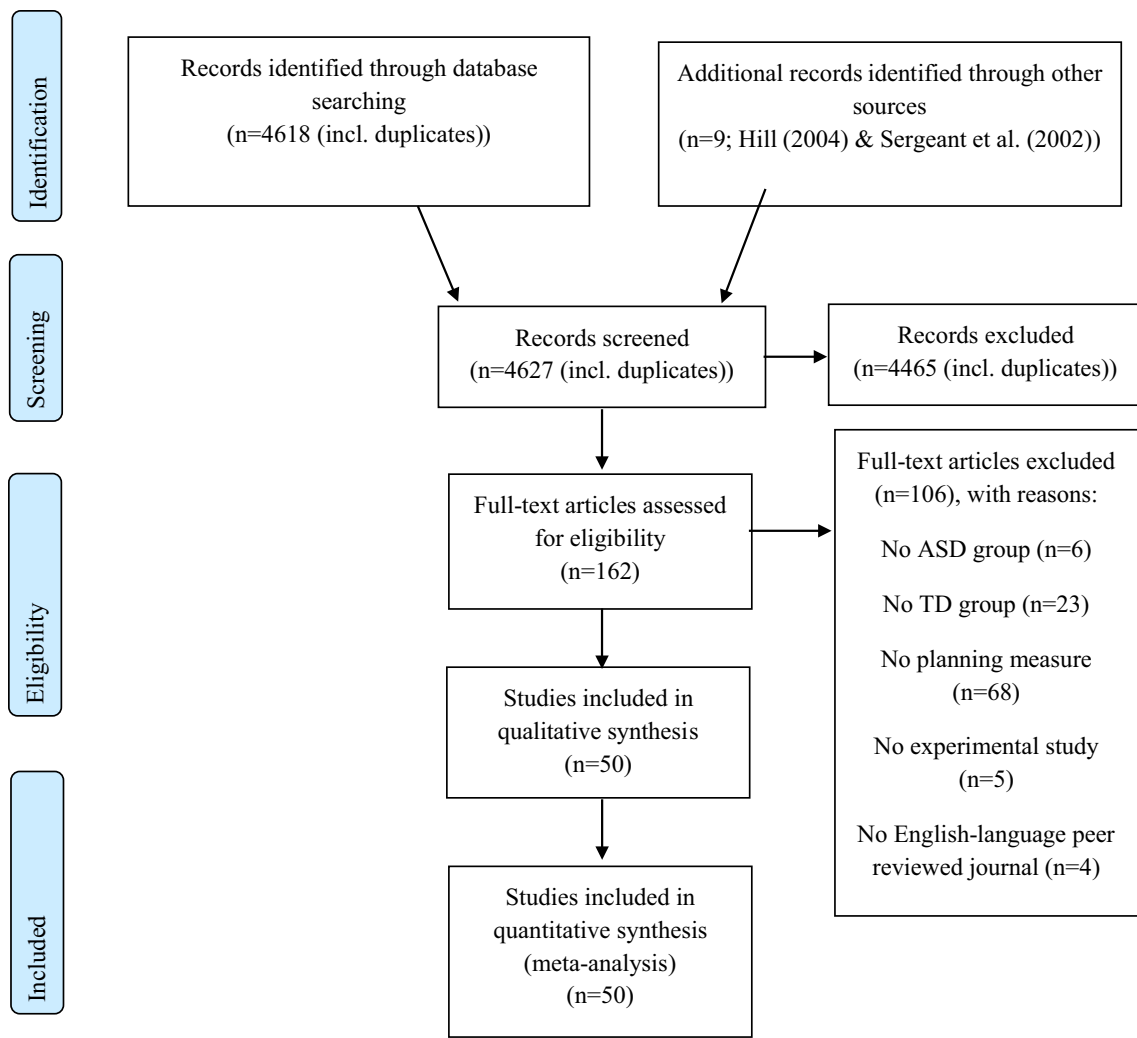 Identification
Records identified through database
searching
(n=4618 (incl. duplicates))
Additional records identified through other
sources
(n=9; Hill (2004) & Sergeant et al. (2002))
Screening
Records screened
(n=4627 (incl. duplicates))
Records excluded
(n=4465 (incl. duplicates))
Eligibility
Full-text articles assessed
for eligibility
(n=162)
Full-text articles excluded
(n=106), with reasons:
No ASD group (n=6)
No TD group (n=23)
No planning measure
(n=68)
No experimental study
(n=5)
No English-language peer
reviewed journal (n=4)
Studies included in
qualitative synthesis
(n=50)
Included
Studies included in
quantitative synthesis
(meta-analysis)
(n=50)